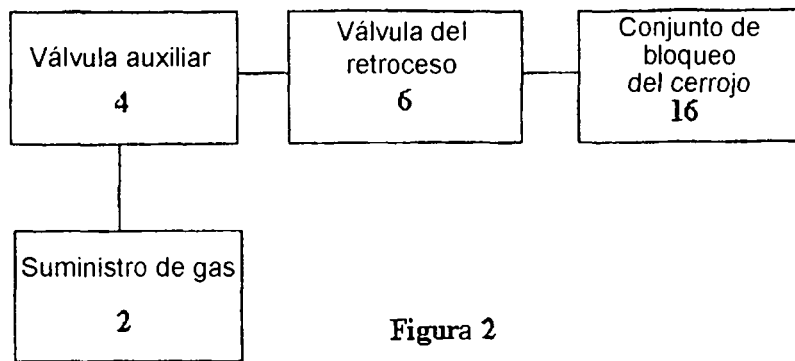 Válvula auxiliar
4
Válvula del
retroceso
6
Conjunto de
bloqueo
del cerrojo
16
Suministro de gas
2
Figura 2